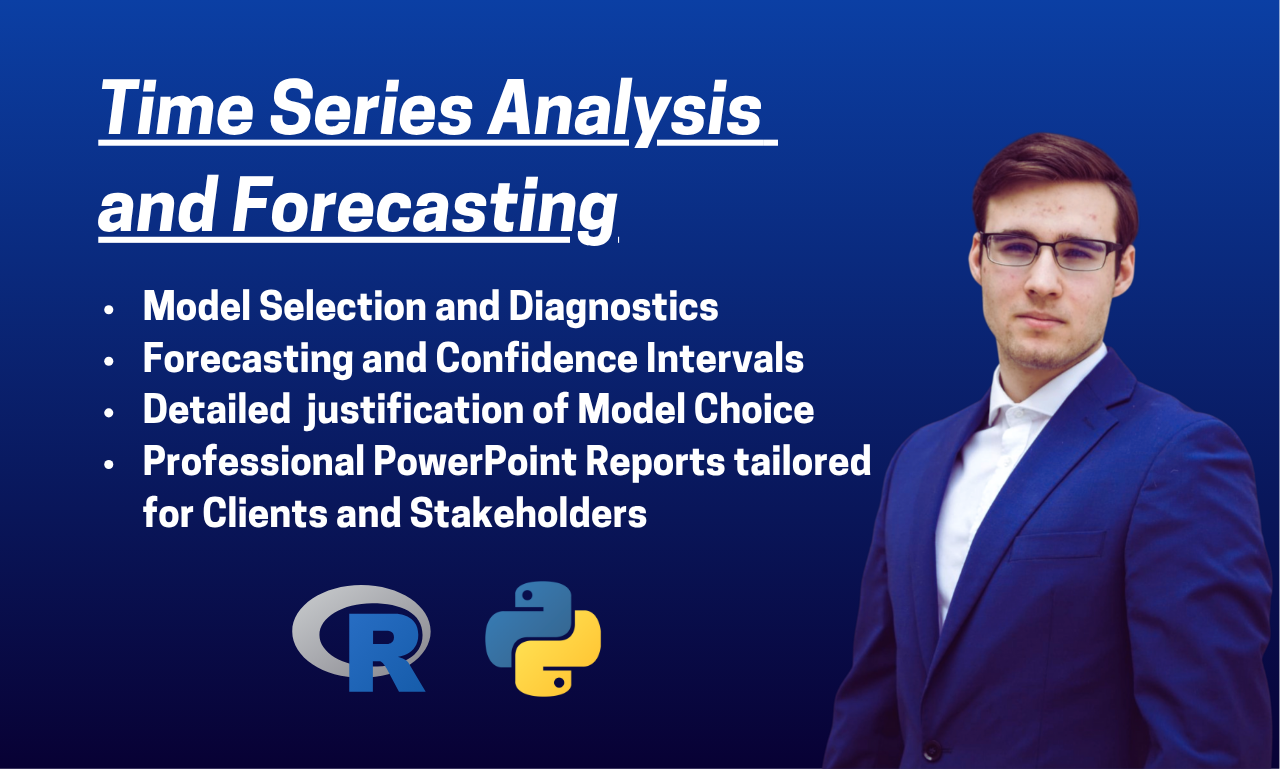 Time Series Analysis
and Forecasting
• Model Selection and Diagnostics
• Forecasting and Confidence Intervals
• Detailed justification of Model Choice
• Professional PowerPoint Reports tailored
for Clients and Stakeholders
R